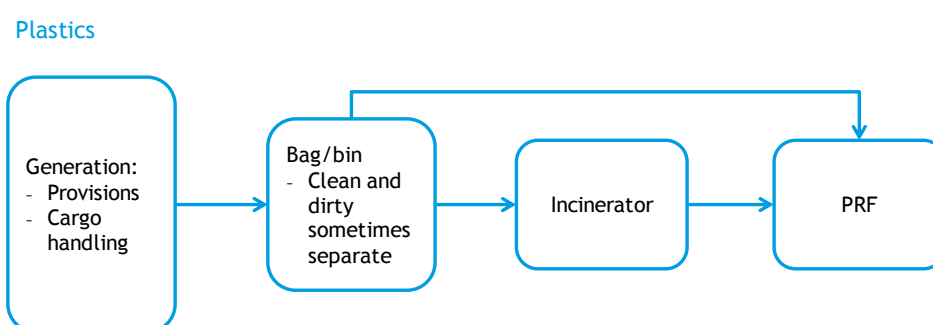 Plastics
Generation:
- Provisions
- Cargo
handling
Bag/bin
- Clean and
dirty
sometimes
separate
Incinerator
PRF